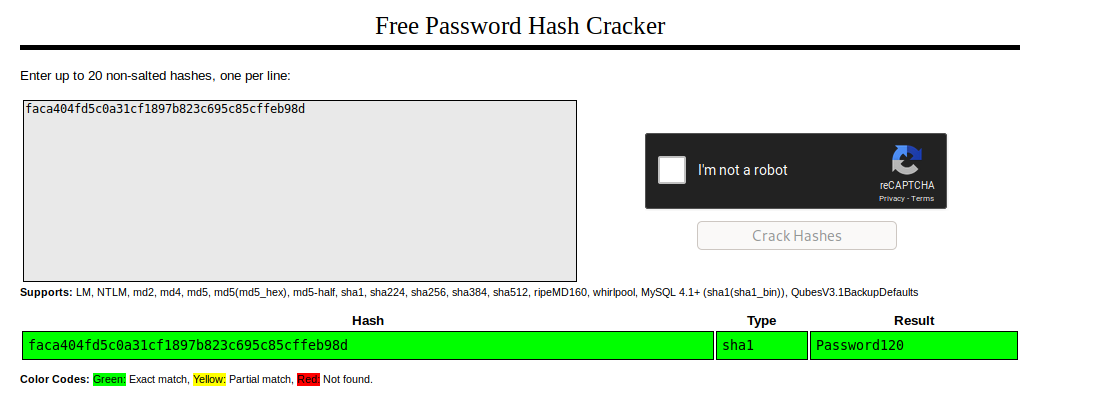 Free Password Hash Cracker
Enter up to 20 non-salted hashes, one per line:
faca404fd5c0a31cf1897b823c695c85cffeb98d
I'm not a robot
reCAPTCHA
Privacy - Terms
Crack Hashes
Supports: LM, NTLM, md2, md4, md5, md5(md5_hex), md5-half, sha1, sha224, sha256, sha384, sha512, ripeMD160, whirlpool, MySQL 4.1+ (sha1(sha1_bin)), QubesV3.1BackupDefaults
Hash Type Result
faca404fd5c0a31cf1897b823c695c85cffeb98d sha1 Password120
Color Codes: Green: Exact match, Yellow: Partial match, Red: Not found.